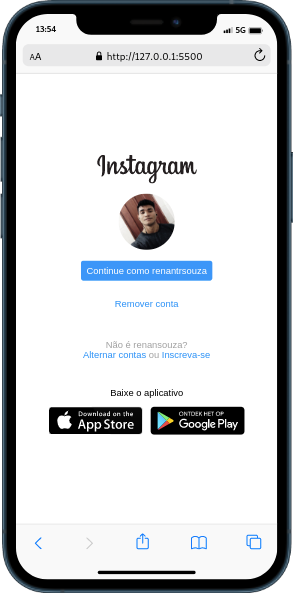 13:54
5G
AA
http://127.0.0.1:5500
Instagram
Continue como renantrsouza
Remover conta
Não é renansouza?
Alternar contas ou Inscreva-se
Baixe o aplicativo
Download on the
App Store
ONTDEK HET OP
Google Play